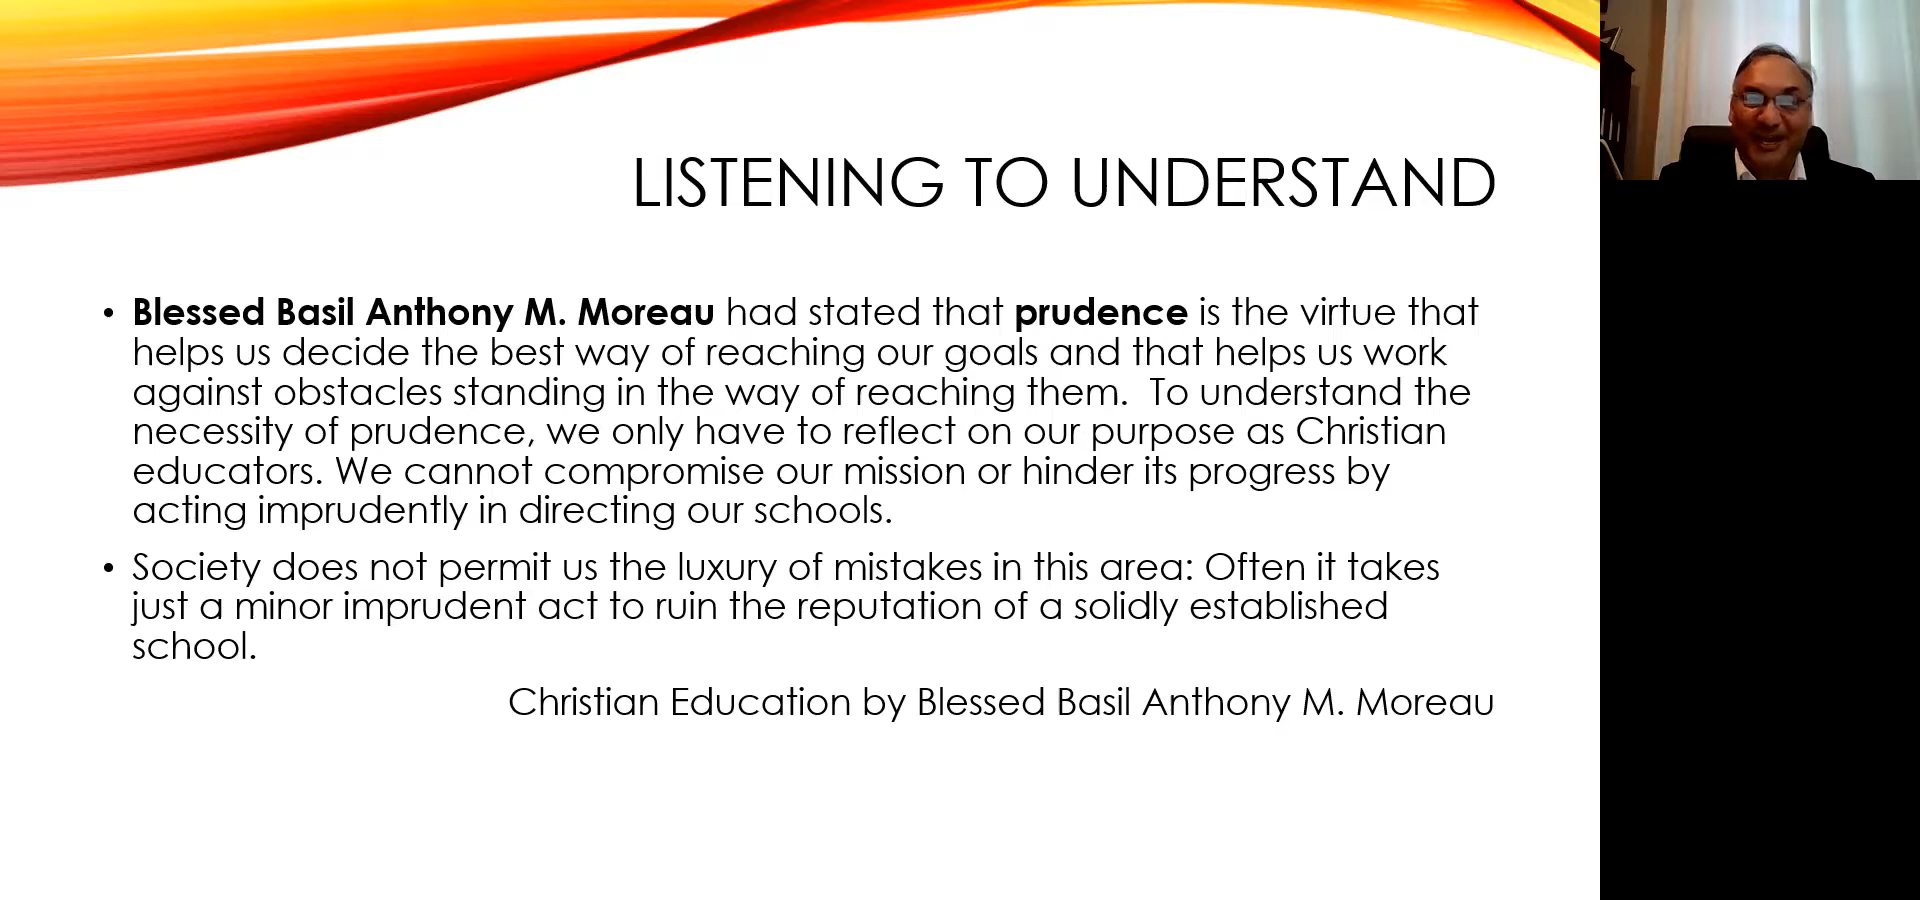 LISTENING TO UNDERSTAND
• Blessed Basil Anthony M. Moreau had stated that prudence is the virtue that
helps us decide the best way of reaching our goals and that helps us work
against obstacles standing in the way of reaching them.  To understand the
necessity of prudence, we only have to reflect on our purpose as Christian
educators. We cannot compromise our mission or hinder its progress by
acting imprudently in directing our schools.
• Society does not permit us the luxury of mistakes in this area: Often it takes
just a minor imprudent act to ruin the reputation of a solidly established
school.
Christian Education by Blessed Basil Anthony M. Moreau